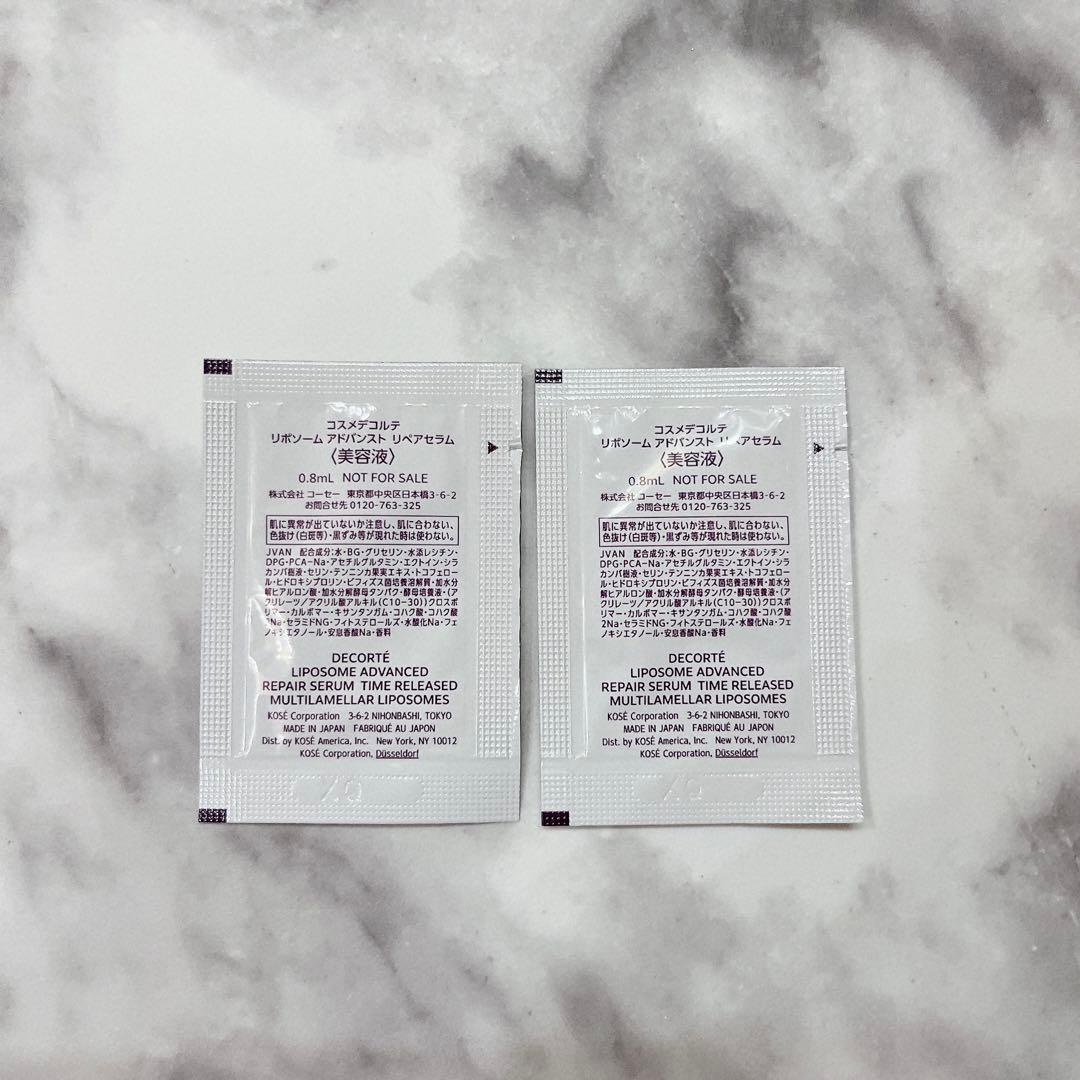 コスメデコルテ
リポソーム アドバンスト リペアセラム
〈美容液〉
0.8mL NOT FOR SALE
株式会社 コーセー 東京都中央区日本橋3-6-2
お問合せ先 0120-763-325
肌に異常が出ていないか注意し、肌に合わない、
色抜け(白斑等)・黒ずみ等が現れた時は使わない。
JVAN 配合成分:水・BG・グリセリン・水添レシチン・
DPG・PCA-Na・アセチルグルタミン・エクトイン・シラ
カンバ樹液・セリン・テンニンカ果実エキス・トコフェロ
ール・ヒドロキシプロリン・ビフィズス菌培養溶解質・加水分
解ヒアルロン酸・加水分解酵母タンパク・酵母培養液・(ア
クリレーツ/アクリル酸アルキル(C10-30))クロスポ
リマー・カルボマー・キサンタンガム・コハク酸・コハク酸
2Na・セラミドNG・フィトステロールズ・水酸化Na・フェ
ノキシエタノール・安息香酸Na・香料
DECORTÉ
LIPOSOME ADVANCED
REPAIR SERUM TIME RELEASED
MULTILAMELLAR LIPOSOMES
KOSÉ Corporation 3-6-2 NIHONBASHI, TOKYO
MADE IN JAPAN FABRIQUÉ AU JAPON
Dist. by KOSÉ America, Inc. New York, NY 10012
KOSÉ Corporation, Düsseldorf
コスメデコルテ
リポソーム アドバンスト リペアセラム
〈美容液〉
0.8mL NOT FOR SALE
株式会社 コーセー 東京都中央区日本橋3-6-2
お問合せ先 0120-763-325
肌に異常が出ていないか注意し、肌に合わない、
色抜け(白斑等)・黒ずみ等が現れた時は使わない。
JVAN 配合成分:水・BG・グリセリン・水添レシチン・
DPG・PCA-Na・アセチルグルタミン・エクトイン・シラ
カンバ樹液・セリン・テンニンカ果実エキス・トコフェロ
ール・ヒドロキシプロリン・ビフィズス菌培養溶解質・加水分
解ヒアルロン酸・加水分解酵母タンパク・酵母培養液・(ア
クリレーツ/アクリル酸アルキル(C10-30))クロスポ
リマー・カルボマー・キサンタンガム・コハク酸・コハク酸
2Na・セラミドNG・フィトステロールズ・水酸化Na・フェ
ノキシエタノール・安息香酸Na・香料
DECORTÉ
LIPOSOME ADVANCED
REPAIR SERUM TIME RELEASED
MULTILAMELLAR LIPOSOMES
KOSÉ Corporation 3-6-2 NIHONBASHI, TOKYO
MADE IN JAPAN FABRIQUÉ AU JAPON
Dist. by KOSÉ America, Inc. New York, NY 10012
KOSÉ Corporation, Düsseldorf